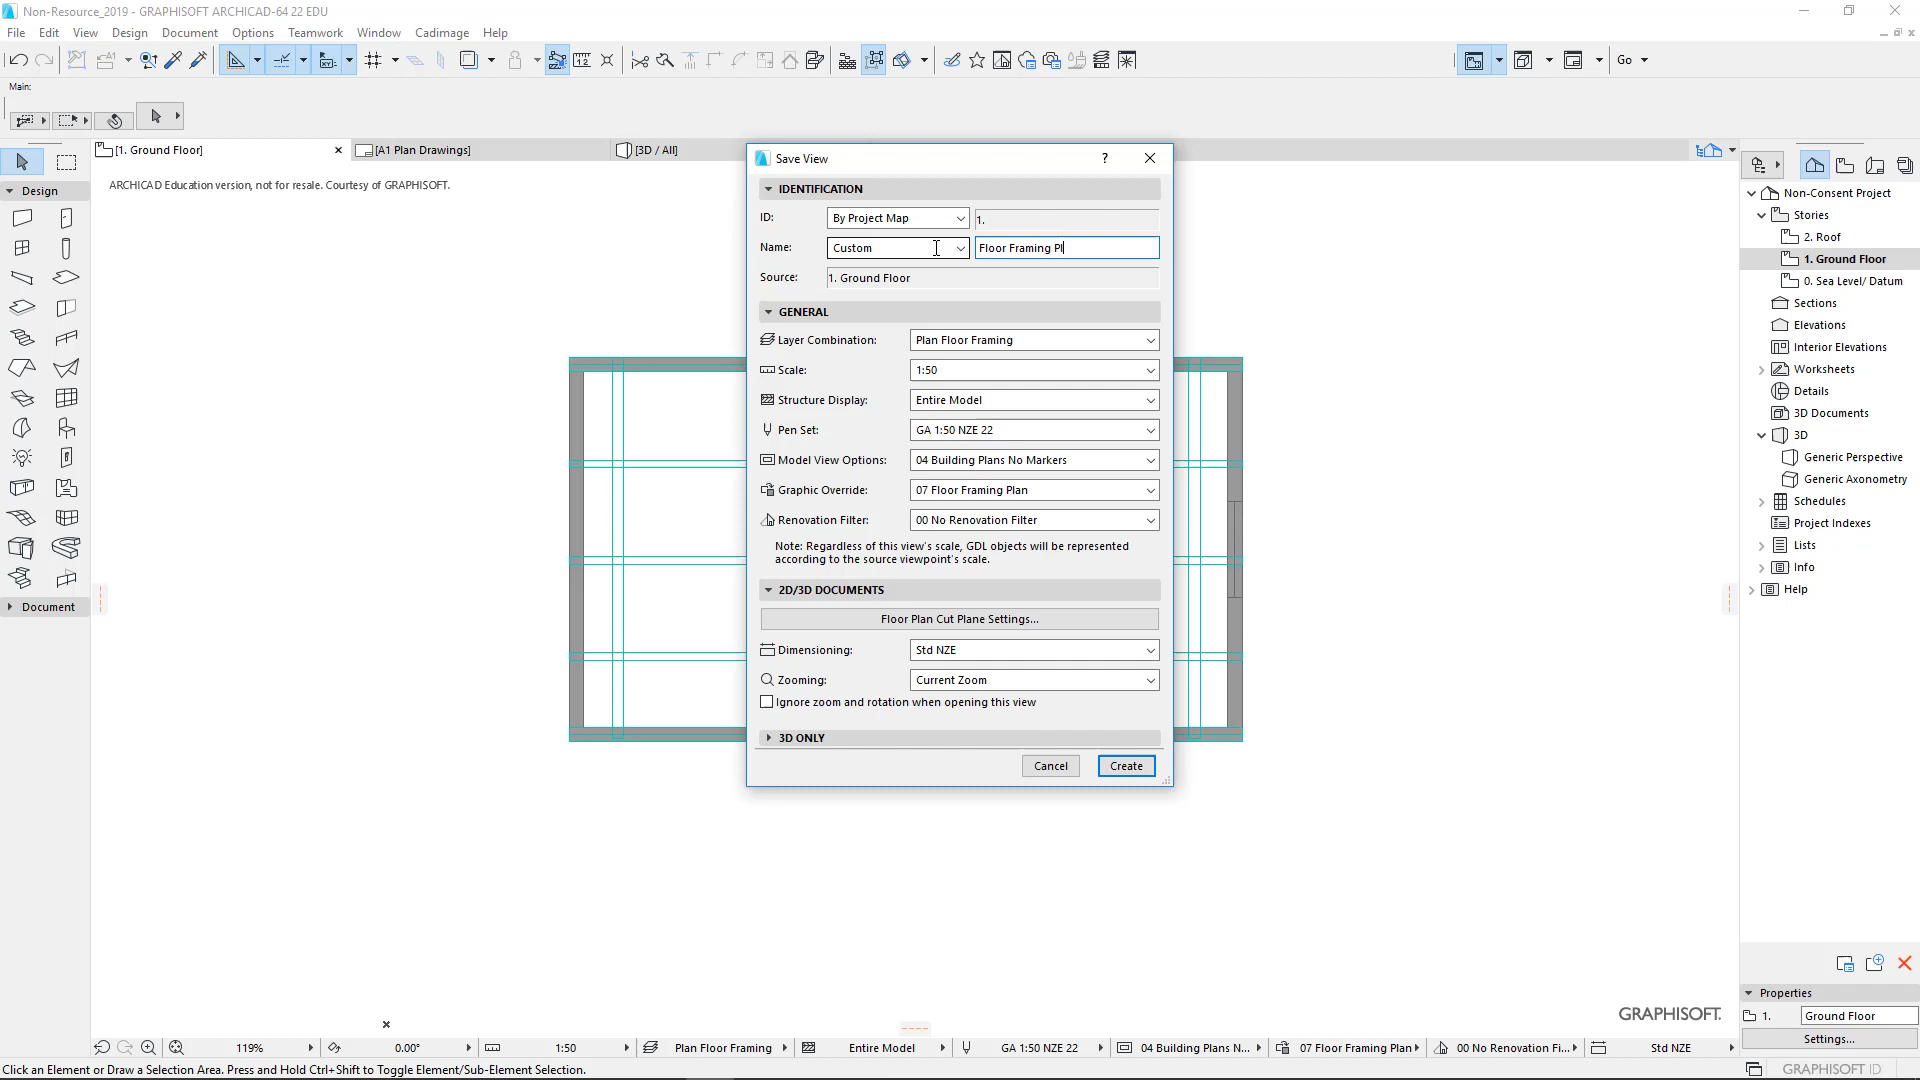 Non-Resource_2019 - GRAPHISOFT ARCHICAD-64 22 EDU
File Edit View Design Document Options Teamwork Window Cadimage Help
Go
Main:
[1. Ground Floor]
[A1 Plan Drawings]
[3D / All]
ARCHICAD Education version, not for resale. Courtesy of GRAPHISOFT.
Design
Document
Save View
?
IDENTIFICATION
ID: By Project Map 1.
Name: Custom Floor Framing Pl
Source: 1. Ground Floor
GENERAL
Layer Combination: Plan Floor Framing
Scale: 1:50
Structure Display: Entire Model
Pen Set: GA 1:50 NZE 22
Model View Options: 04 Building Plans No Markers
Graphic Override: 07 Floor Framing Plan
Renovation Filter: 00 No Renovation Filter
Note: Regardless of this view's scale, GDL objects will be represented
according to the source viewpoint's scale.
2D/3D DOCUMENTS
Floor Plan Cut Plane Settings...
Dimensioning: Std NZE
Zooming: Current Zoom
Ignore zoom and rotation when opening this view
3D ONLY
Cancel Create
Non-Consent Project
Stories
2. Roof
1. Ground Floor
0. Sea Level/ Datum
Sections
Elevations
Interior Elevations
Worksheets
Details
3D Documents
3D
Generic Perspective
Generic Axonometry
Schedules
Project Indexes
Lists
Info
Help
Properties
1. Ground Floor
Settings...
GRAPHISOFT.
119% 0.00° 1:50 Plan Floor Framing Entire Model GA 1:50 NZE 22 04 Building Plans N... 07 Floor Framing Plan 00 No Renovation Fi... Std NZE
Click an Element or Draw a Selection Area. Press and Hold Ctrl+Shift to Toggle Element/Sub-Element Selection.
GRAPHISOFT ID